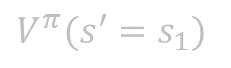 V^π(s' = s₁)